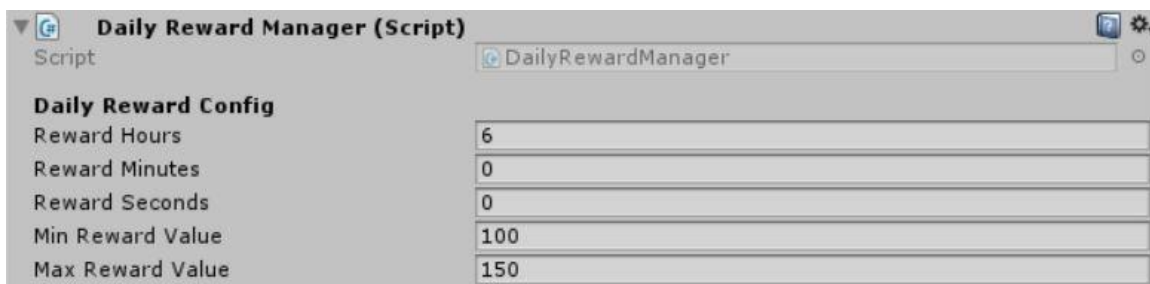 Daily Reward Manager (Script)
Script DailyRewardManager
Daily Reward Config
Reward Hours 6
Reward Minutes 0
Reward Seconds 0
Min Reward Value 100
Max Reward Value 150